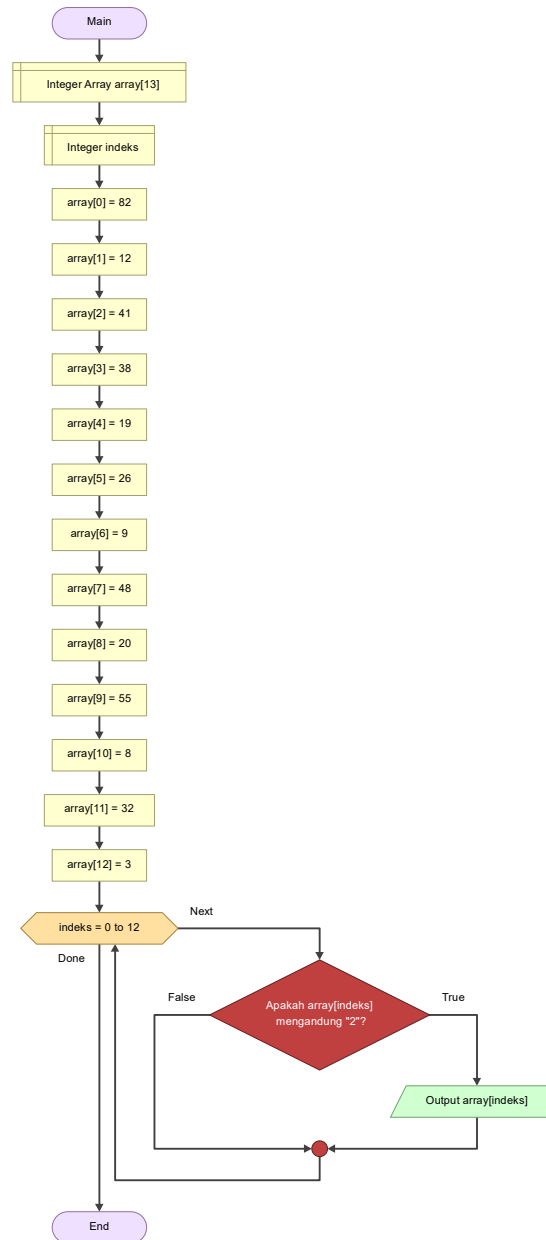 Main
Integer Array array[13]
Integer indeks
array[0] = 82
array[1] = 12
array[2] = 41
array[3] = 38
array[4] = 19
array[5] = 26
array[6] = 9
array[7] = 48
array[8] = 20
array[9] = 55
array[10] = 8
array[11] = 32
array[12] = 3
Next
indeks = 0 to 12
Done
False
Apakah array[indeks]
mengandung "2"?
True
Output array[indeks]
End